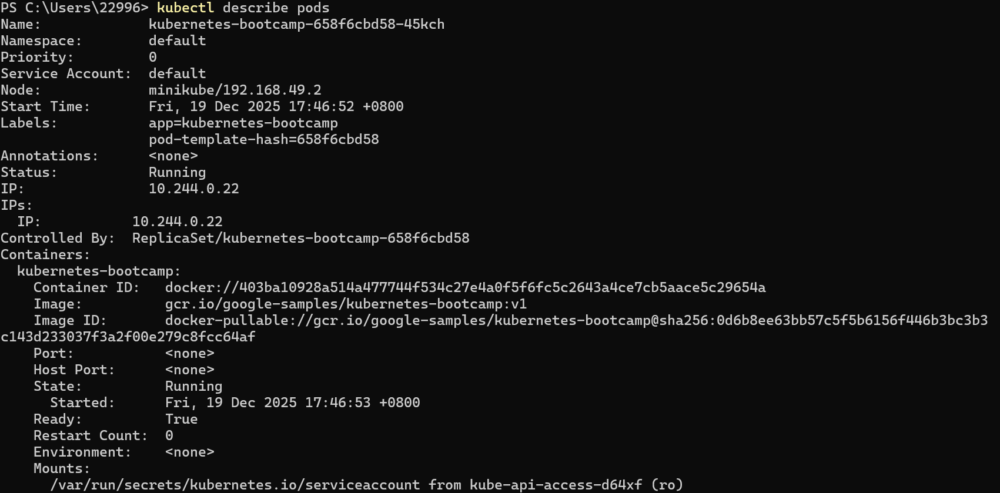 PS C:\Users\22996> kubectl describe pods
Name:             kubernetes-bootcamp-658f6cbd58-45kch
Namespace:        default
Priority:         0
Service Account:  default
Node:             minikube/192.168.49.2
Start Time:       Fri, 19 Dec 2025 17:46:52 +0800
Labels:           app=kubernetes-bootcamp
                  pod-template-hash=658f6cbd58
Annotations:      <none>
Status:           Running
IP:               10.244.0.22
IPs:
  IP:           10.244.0.22
Controlled By:  ReplicaSet/kubernetes-bootcamp-658f6cbd58
Containers:
  kubernetes-bootcamp:
    Container ID:   docker://403ba10928a514a477744f534c27e4a0f5f6fc5c2643a4ce7cb5aace5c29654a
    Image:          gcr.io/google-samples/kubernetes-bootcamp:v1
    Image ID:       docker-pullable://gcr.io/google-samples/kubernetes-bootcamp@sha256:0d6b8ee63bb57c5f5b6156f446b3bc3b3
c143d233037f3a2f00e279c8fcc64af
    Port:           <none>
    Host Port:      <none>
    State:          Running
      Started:      Fri, 19 Dec 2025 17:46:53 +0800
    Ready:          True
    Restart Count:  0
    Environment:    <none>
    Mounts:
      /var/run/secrets/kubernetes.io/serviceaccount from kube-api-access-d64xf (ro)